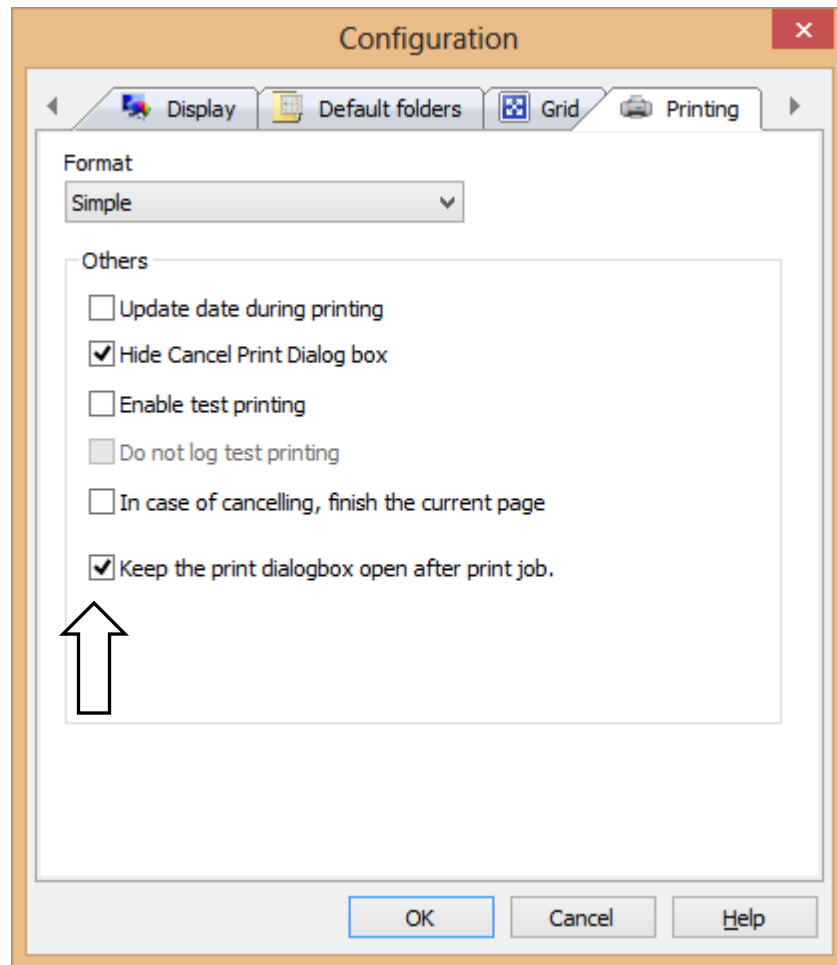 Configuration
Display Default folders Grid Printing
Format
Simple
Others
Update date during printing
Hide Cancel Print Dialog box
Enable test printing
Do not log test printing
In case of cancelling, finish the current page
Keep the print dialogbox open after print job.
OK Cancel Help